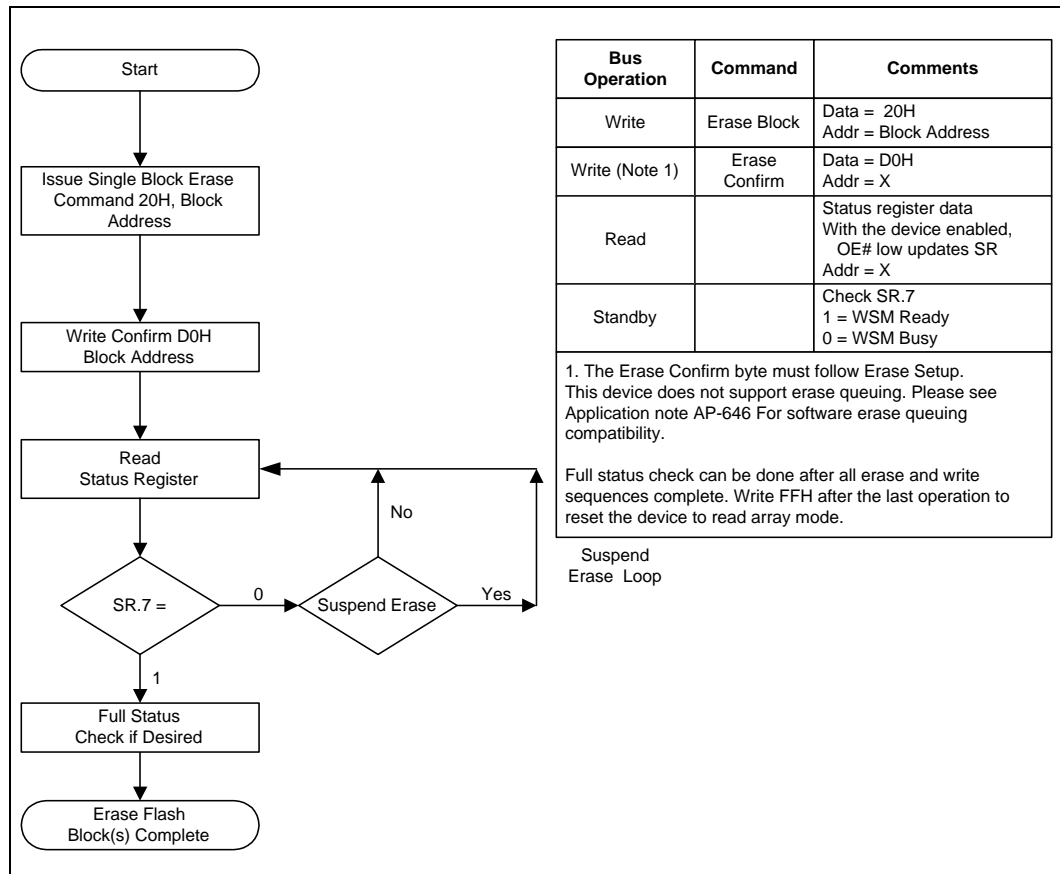 Start
Issue Single Block Erase
Command 20H, Block
Address
Write Confirm D0H
Block Address
Read
Status Register
SR.7 =
0
Suspend Erase
No
Yes
1
Full Status
Check if Desired
Erase Flash
Block(s) Complete
Bus
Operation
Command
Comments
Write
Erase Block
Data = 20H
Addr = Block Address
Write (Note 1)
Erase
Confirm
Data = D0H
Addr = X
Read
Status register data
With the device enabled,
OE# low updates SR
Addr = X
Standby
Check SR.7
1 = WSM Ready
0 = WSM Busy
1. The Erase Confirm byte must follow Erase Setup.
This device does not support erase queuing. Please see
Application note AP-646 For software erase queuing
compatibility.
Full status check can be done after all erase and write
sequences complete. Write FFH after the last operation to
reset the device to read array mode.
Suspend
Erase Loop